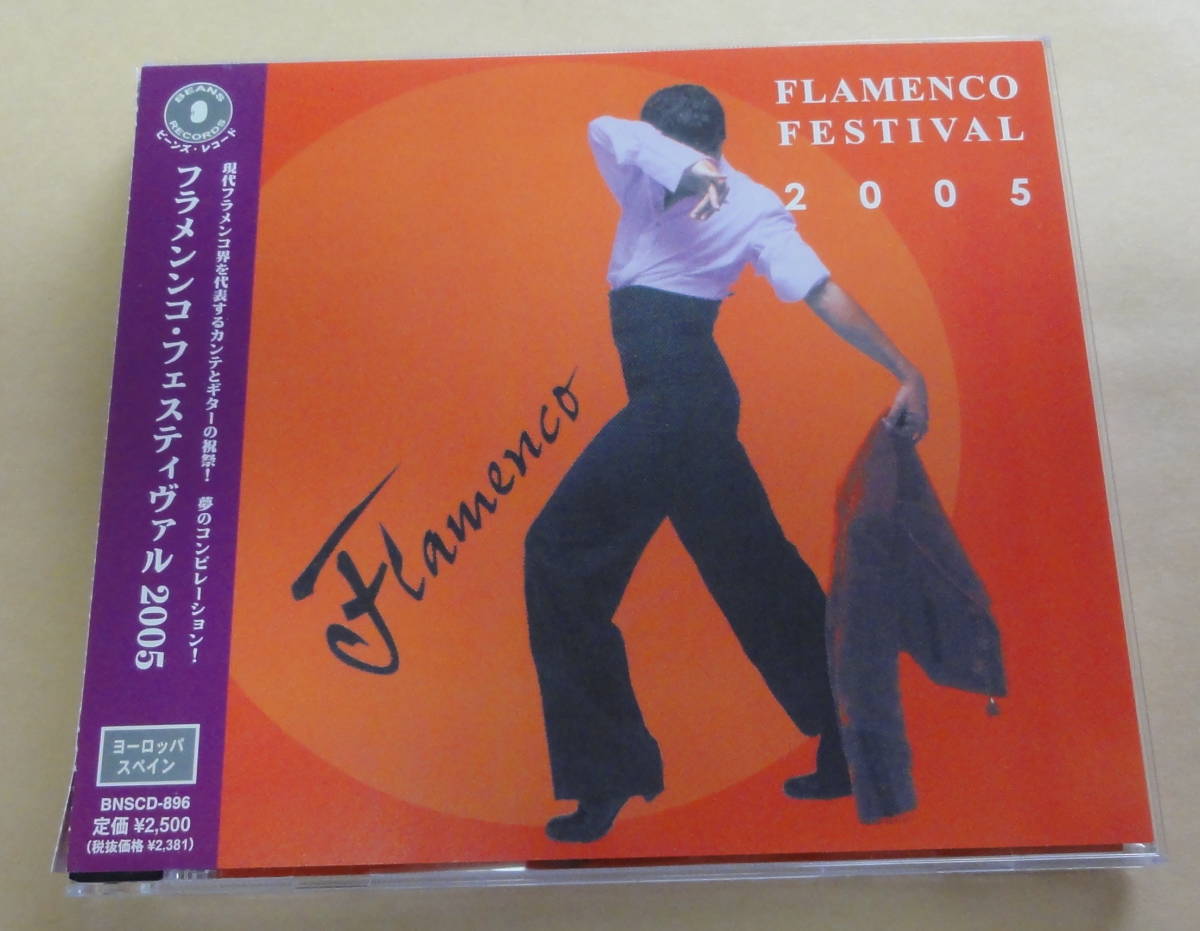 BEANS
RECORDS
ビーンズ・レコード
現代フラメンコ界を代表するカンテとギターの祝祭！ 夢のコンピレーション！
フラメンンコ・フェスティヴァル 2005
ヨーロッパ
スペイン
BNSCD-896
定価 ¥2,500
(税抜価格 ¥2,381)
FLAMENCO
FESTIVAL
2005
Flamenco